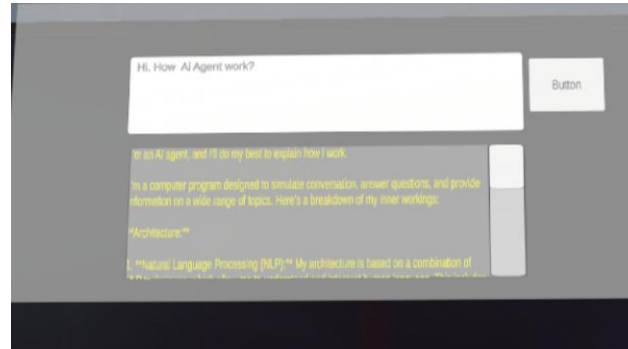 Hi. How AI Agent work?
Button
'm an AI agent, and I'll do my best to explain how I work.
'm a computer program designed to simulate conversation, answer questions, and provide
nformation on a wide range of topics. Here's a breakdown of my inner workings:
**Architecture:**
1. **Natural Language Processing (NLP):** My architecture is based on a combination of